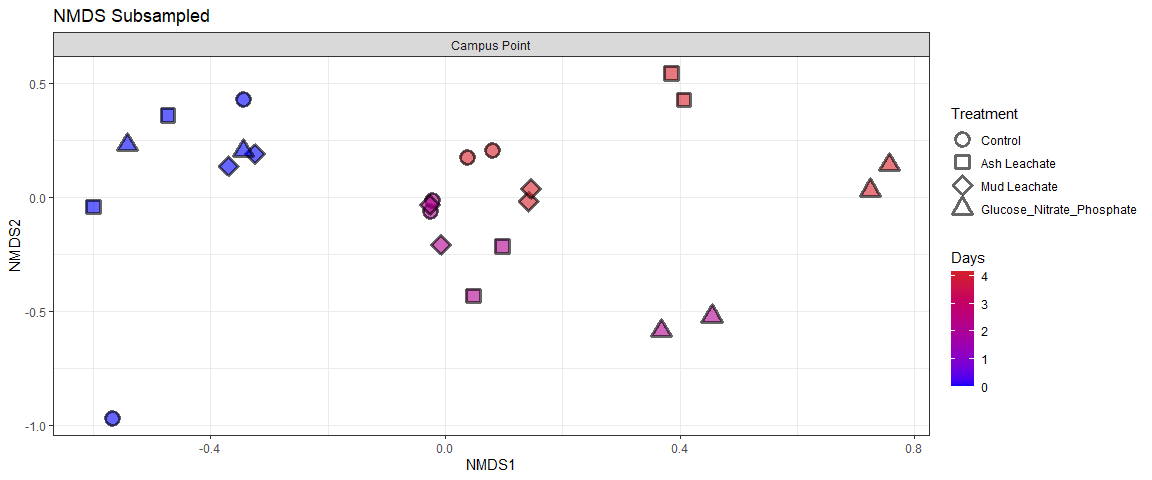 NMDS Subsampled
Campus Point
0.5
0.0
-0.5
-1.0
NMDS2
-0.4
0.0
0.4
0.8
NMDS1
Treatment
Control
Ash Leachate
Mud Leachate
Glucose_Nitrate_Phosphate
Days
4
3
2
1
0